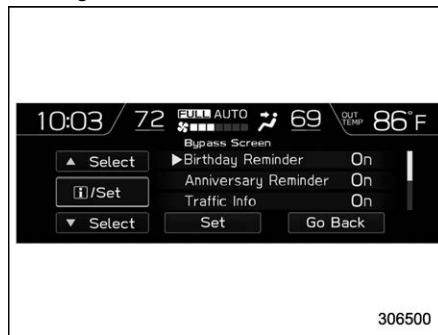 10:03 72 FULL AUTO 69 OUT TEMP 86°F
Bypass Screen
▲ Select ▶Birthday Reminder On
i/Set Anniversary Reminder On
Traffic Info On
▼ Select Set Go Back
306500